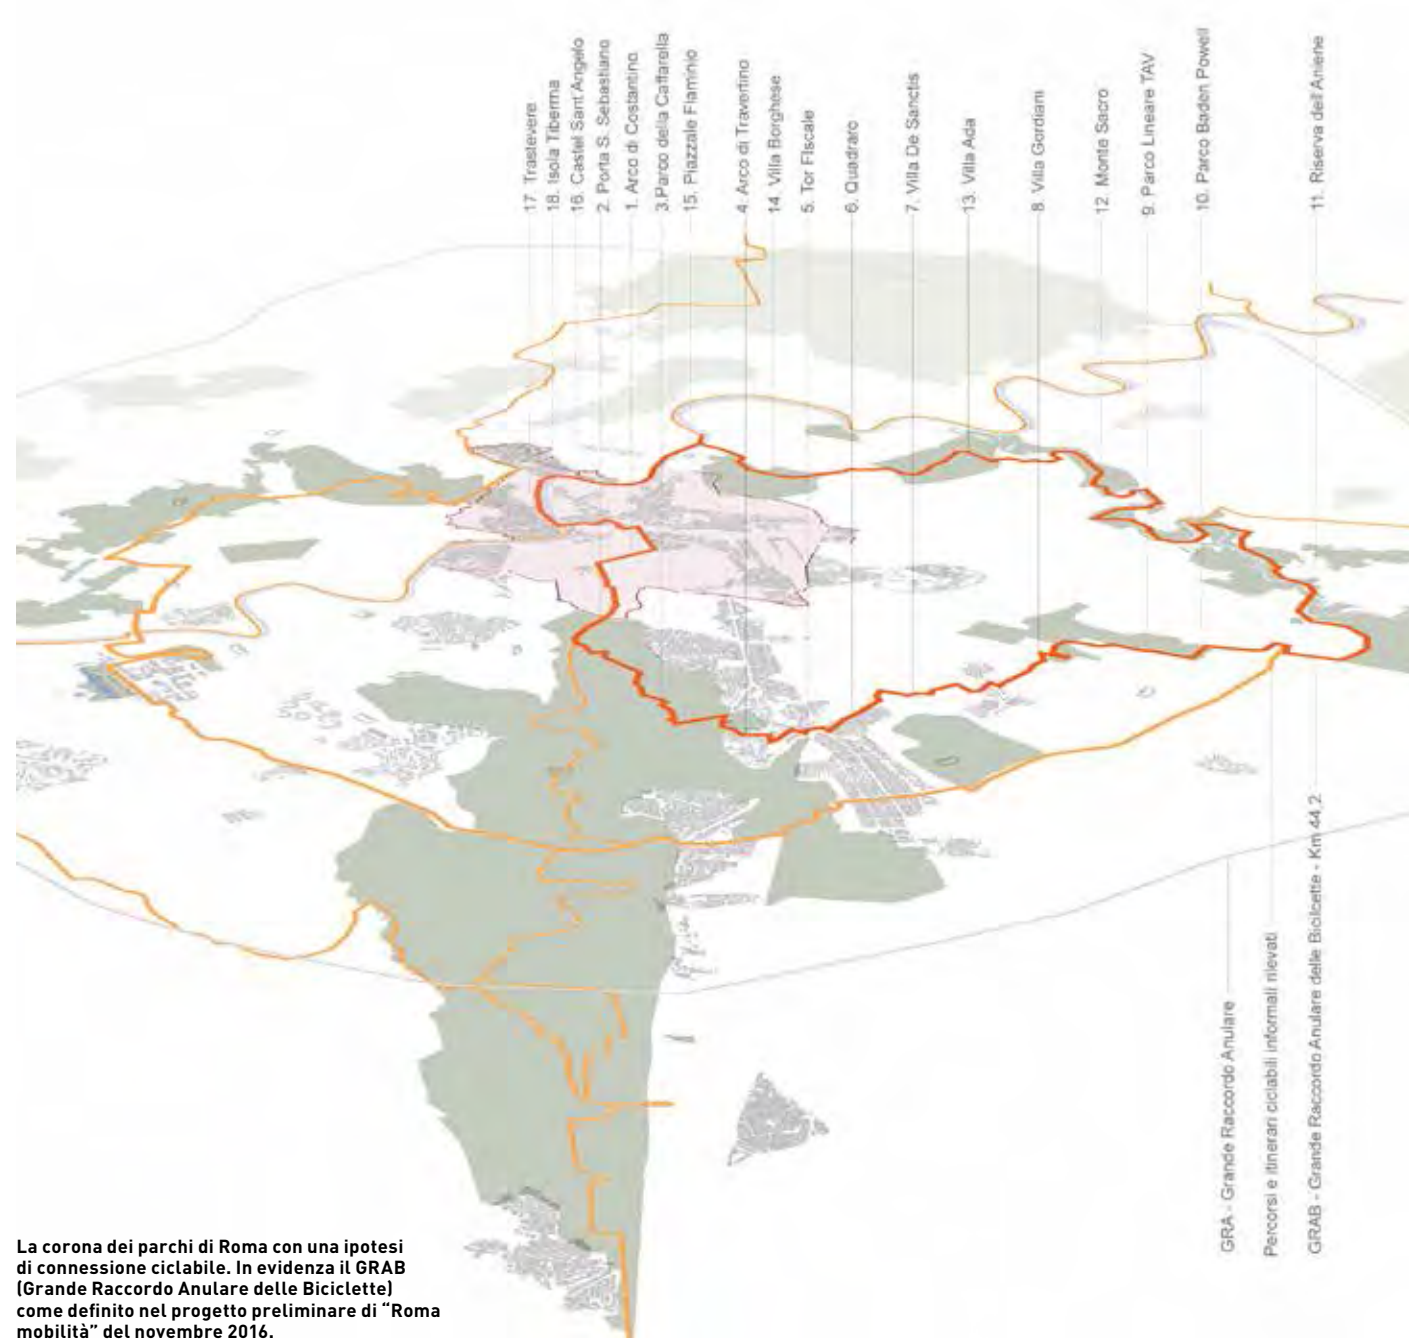 17 Trastevere
18. Isola Tiberina
16. Castel Sant'Angelo
2. Porta S. Sebastiano
1. Arco di Costantino
3.Parco della Caffarella
15. Piazzale Flaminio
4. Arco di Travertino
14. Villa Borghese
5. Tor FIscale
6. Quadraro
7. Villa De Sanctis
13. Villa Ada
8. Villa Gordiani
12. Monte Sacro
9. Parco Lineare TAV
10. Parco Baden Powell
11. Riserva dell'Aniene
GRA - Grande Raccordo Anulare
Percorsi e itinerari ciclabili informali rilevati
GRAB - Grande Raccordo Anulare delle Biciclette - Km 44,2
La corona dei parchi di Roma con una ipotesi
di connessione ciclabile. In evidenza il GRAB
(Grande Raccordo Anulare delle Biciclette)
come definito nel progetto preliminare di “Roma
mobilità” del novembre 2016.